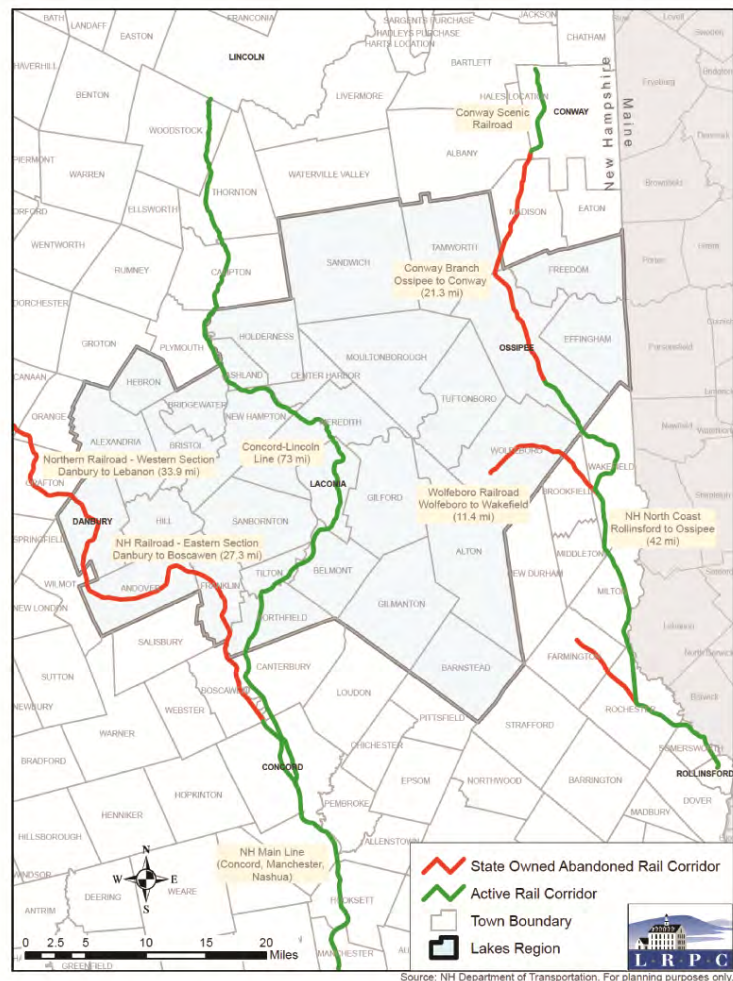 BATH
LANDAFF
EASTON
FRANCONIA
LINCOLN
SARGENTS PURCHASE
HADLEYS PURCHASE
HARTS LOCATION
JACKSON
CHATHAM
BARTLETT
HAVERHILL
BENTON
LIVERMORE
HALES LOCATION
CONWAY
Conway Scenic
Railroad
New Hampshire
Maine
Fryeburg
Bridgton
Denmark
WOODSTOCK
PIERMONT
WARREN
ALBANY
WATERVILLE VALLEY
THORNTON
ELLSWORTH
MADISON
EATON
Brownfield
WENTWORTH
RUMNEY
CAMPTON
SANDWICH
TAMWORTH
FREEDOM
Conway Branch
Ossipee to Conway
(21.3 mi)
DORCHESTER
GROTON
PLYMOUTH
HOLDERNESS
EFFINGHAM
OSSIPEE
Parsonsfield
MOULTONBOROUGH
CANAAN
HEBRON
ASHLAND
CENTER HARBOR
ORANGE
BRIDGEWATER
NEW HAMPTON
MEREDITH
TUFTONBORO
ALEXANDRIA
BRISTOL
WOLFEBORO
WAKEFIELD
Northern Railroad - Western Section
Danbury to Lebanon (33.9 mi)
Concord-Lincoln
Line (73 mi)
GRAFTON
LACONIA
GILFORD
Wolfeboro Railroad
Wolfeboro to Wakefield
(11.4 mi)
BROOKFIELD
NH North Coast
Rollinsford to Ossipee
(42 mi)
DANBURY
HILL
SANBORNTON
NH Railroad - Eastern Section
Danbury to Boscawen (27.3 mi)
SPRINGFIELD
ALTON
MIDDLETON
WILMOT
ANDOVER
FRANKLIN
TILTON
BELMONT
NEW DURHAM
MILTON
NEW LONDON
NORTHFIELD
GILMANTON
Lebanon
SALISBURY
FARMINGTON
SUTTON
CANTERBURY
BARNSTEAD
North Berwick
BOSCAWEN
LOUDON
ROCHESTER
Berwick
NEWBURY
WEBSTER
PITTSFIELD
STRAFFORD
WARNER
CHICHESTER
SOMERSWORTH
BRADFORD
CONCORD
ROLLINSFORD
EPSOM
NORTHWOOD
BARRINGTON
DOVER
HOPKINTON
PEMBROKE
MADBURY
HENNIKER
HILLSBOROUGH
ALLENSTOWN
NH Main Line
(Concord, Manchester,
Nashua)
WINDSOR
DEERING
WEARE
HOOKSETT
ANTRIM
MANCHESTER
GREENFIELD
N
W E
S
0 2.5 5 10 15 20
Miles
State Owned Abandoned Rail Corridor
Active Rail Corridor
Town Boundary
Lakes Region
L·R·P·C
Source: NH Department of Transportation. For planning purposes only.